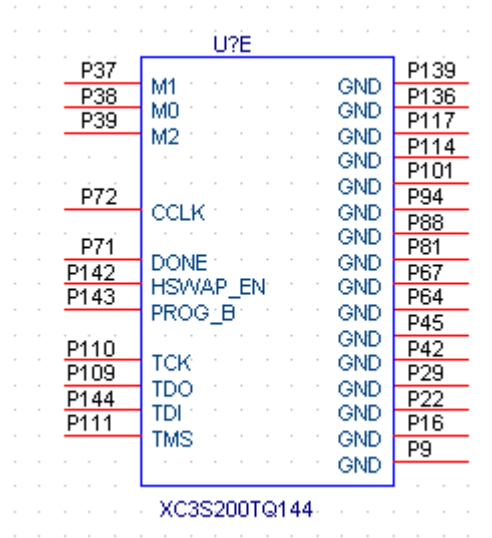 U?E
P37 M1 GND P139
P38 M0 GND P136
P39 M2 GND P117
GND P114
GND P101
P72 CCLK GND P94
GND P88
P71 DONE GND P81
P142 HSWAP_EN GND P67
P143 PROG_B GND P64
GND P45
P110 TCK GND P42
P109 TDO GND P29
P144 TDI GND P22
P111 TMS GND P16
GND P9
XC3S200TQ144